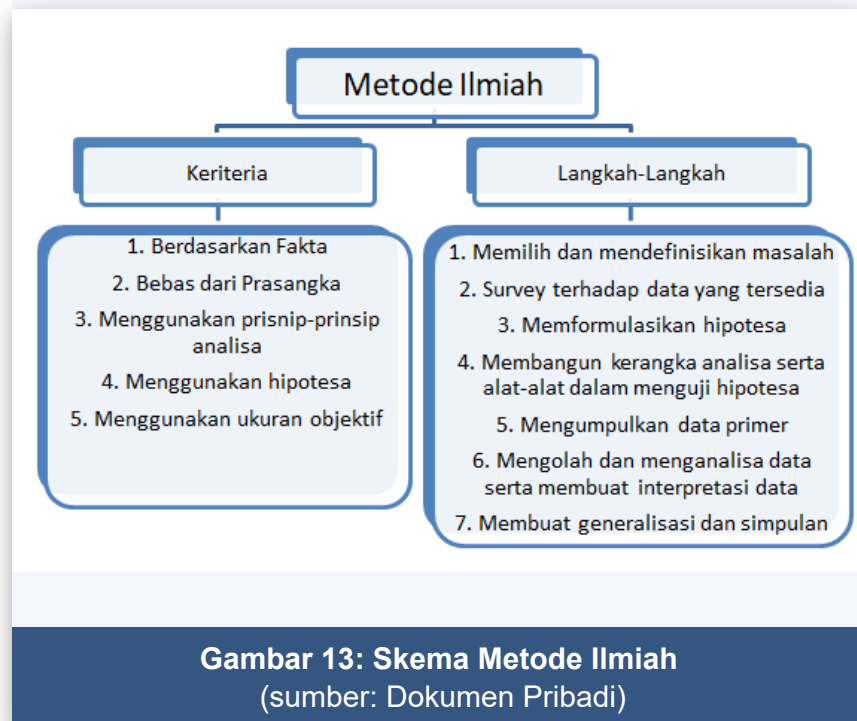 Metode Ilmiah
Keriteria
1. Berdasarkan Fakta
2. Bebas dari Prasangka
3. Menggunakan prisnip-prinsip
analisa
4. Menggunakan hipotesa
5. Menggunakan ukuran objektif
Langkah-Langkah
1. Memilih dan mendefinisikan masalah
2. Survey terhadap data yang tersedia
3. Memformulasikan hipotesa
4. Membangun kerangka analisa serta
alat-alat dalam menguji hipotesa
5. Mengumpulkan data primer
6. Mengolah dan menganalisa data
serta membuat interpretasi data
7. Membuat generalisasi dan simpulan
Gambar 13: Skema Metode Ilmiah
(sumber: Dokumen Pribadi)